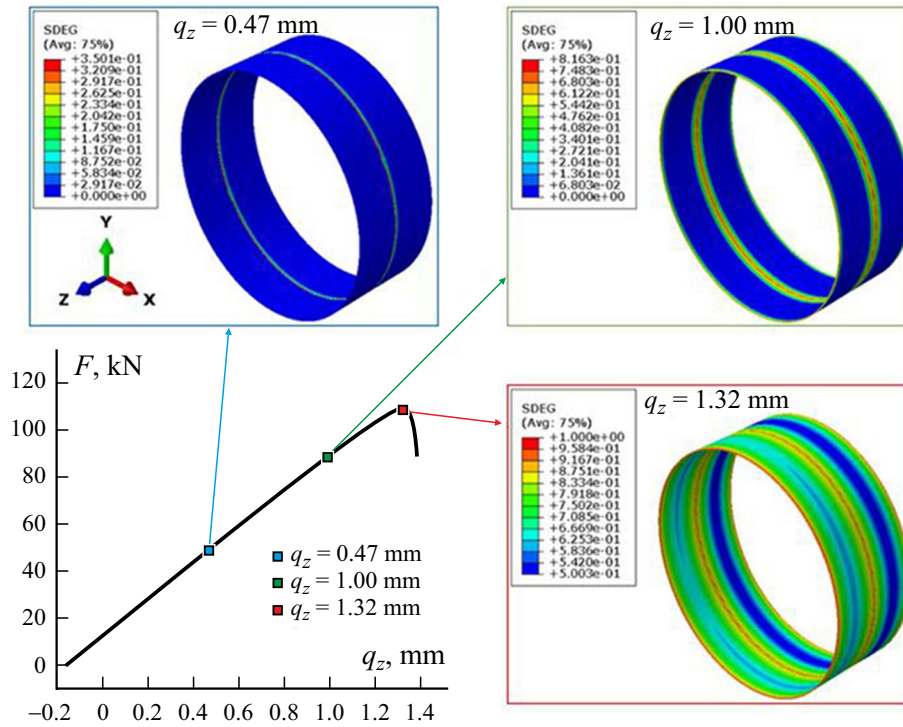 SDEG
(Avg: 75%)
+3.501e-01
+3.209e-01
+2.917e-01
+2.625e-01
+2.334e-01
+2.042e-01
+1.750e-01
+1.459e-01
+1.167e-01
+8.752e-02
+5.834e-02
+2.917e-02
+0.000e+00
q_z = 0.47 mm
Y
Z
X
SDEG
(Avg: 75%)
+8.163e-01
+7.483e-01
+6.803e-01
+6.122e-01
+5.442e-01
+4.762e-01
+4.082e-01
+3.401e-01
+2.721e-01
+2.041e-01
+1.361e-01
+6.803e-02
+0.000e+00
q_z = 1.00 mm
F, kN
120
100
80
60
40
20
0
q_z = 0.47 mm
q_z = 1.00 mm
q_z = 1.32 mm
q_z, mm
–0.2 0 0.2 0.4 0.6 0.8 1.0 1.2 1.4
SDEG
(Avg: 75%)
+1.000e+00
+9.584e-01
+9.167e-01
+8.751e-01
+8.334e-01
+7.918e-01
+7.502e-01
+7.085e-01
+6.669e-01
+6.253e-01
+5.836e-01
+5.420e-01
+5.003e-01
q_z = 1.32 mm